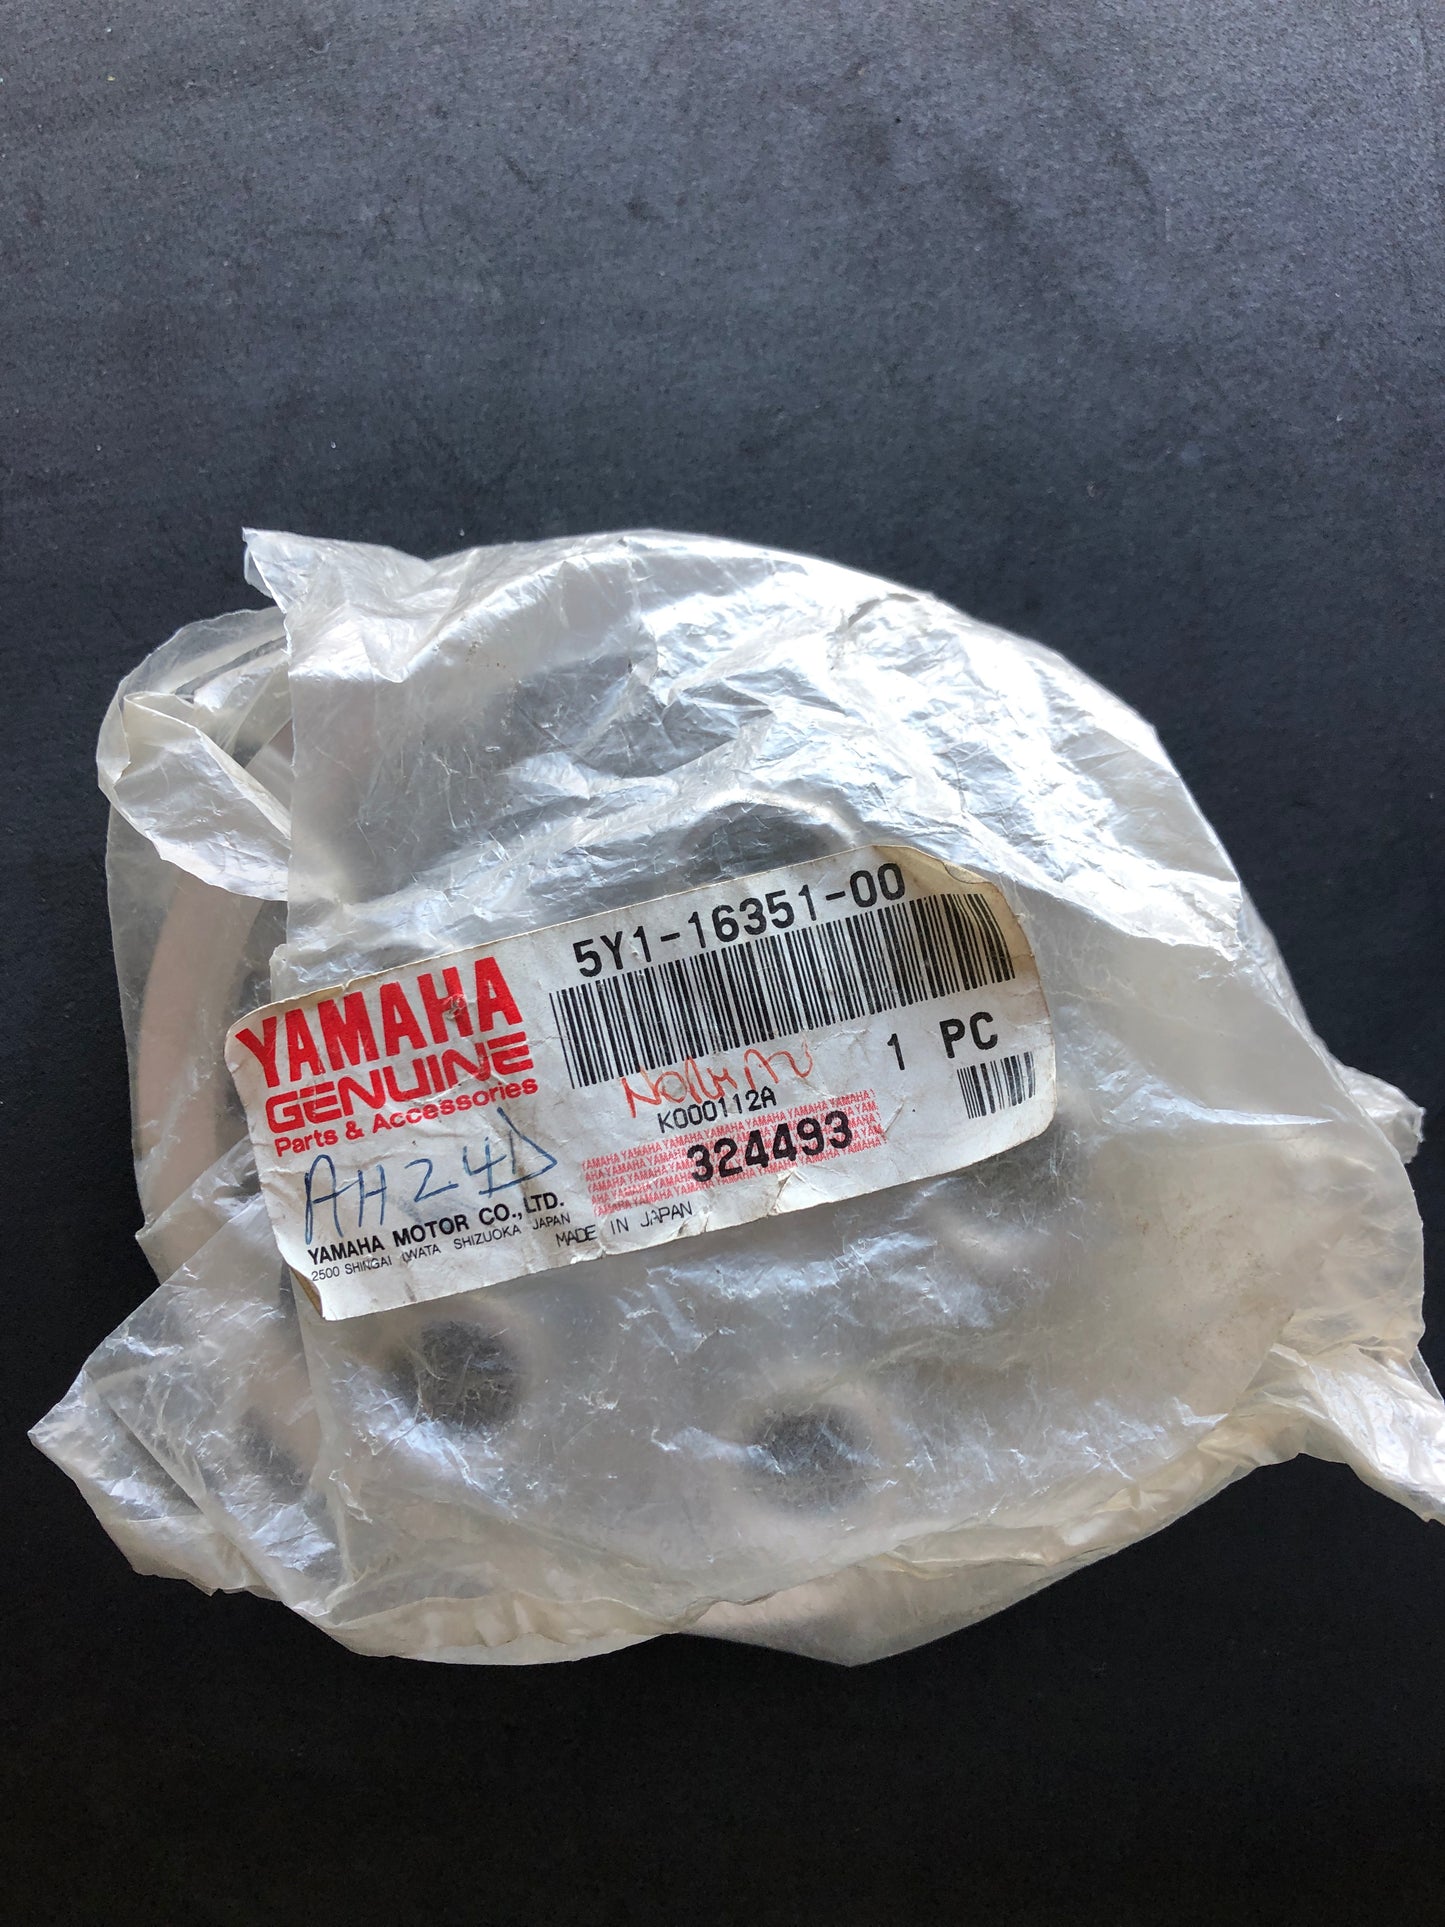 5Y1-16351-00
YAMAHA
GENUINE
Parts & Accessories
1 PC
K000112A
324493
AH24D
YAMAHA MOTOR CO., LTD.
2500 SHINGAI IWATA SHIZUOKA JAPAN
MADE IN JAPAN